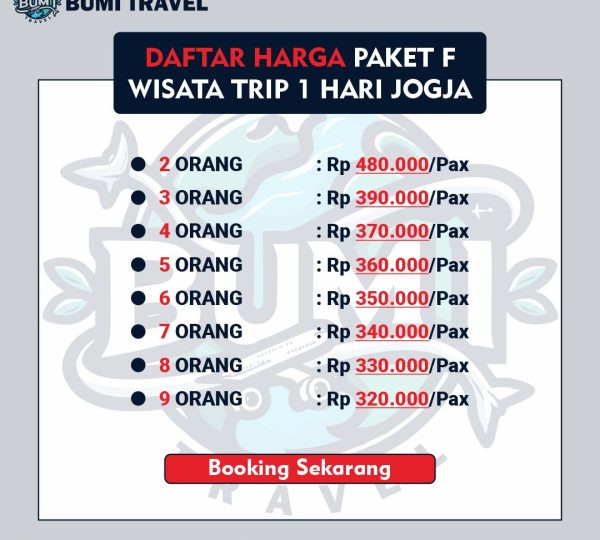 BUMI TRAVEL
DAFTAR HARGA PAKET F
WISATA TRIP 1 HARI JOGJA
2 ORANG : Rp 480.000/Pax
3 ORANG : Rp 390.000/Pax
4 ORANG : Rp 370.000/Pax
5 ORANG : Rp 360.000/Pax
6 ORANG : Rp 350.000/Pax
7 ORANG : Rp 340.000/Pax
8 ORANG : Rp 330.000/Pax
9 ORANG : Rp 320.000/Pax
Booking Sekarang
BUMI
TRAVEL